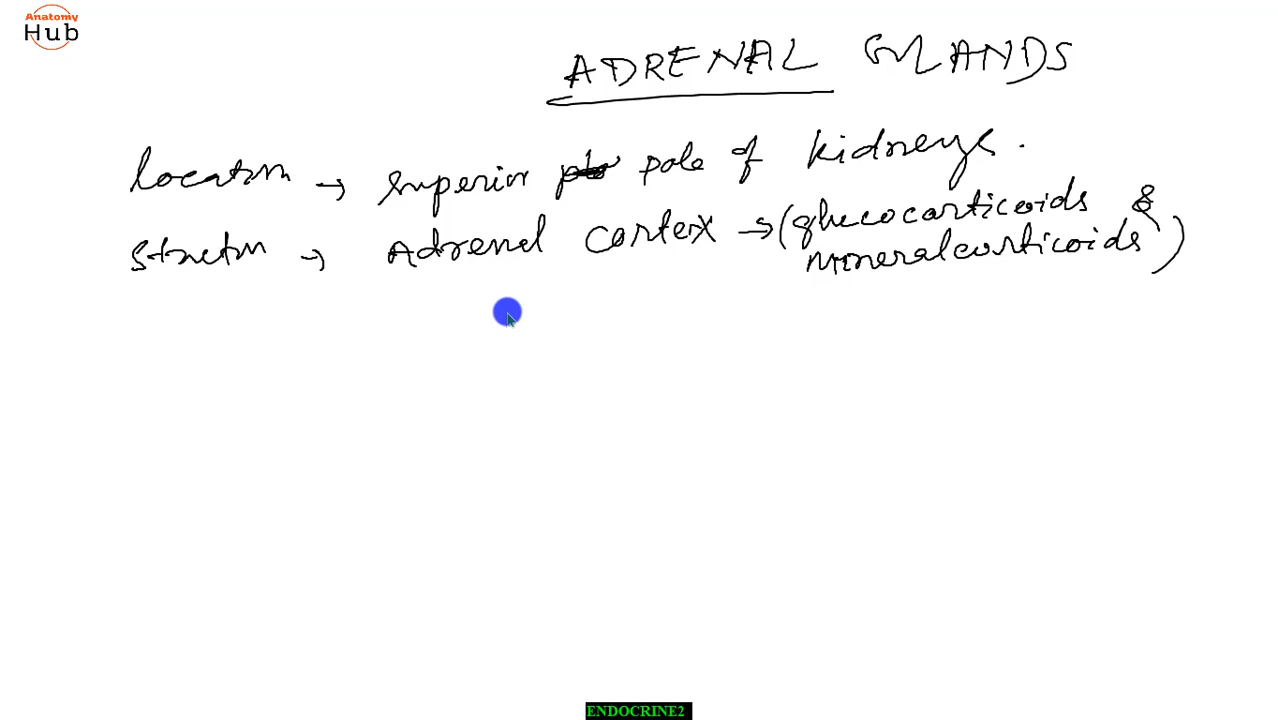 Anatomy
Hub
ADRENAL GLANDS
Location → superior pole of kidneys.
Structure → Adrenal cortex → (glucocorticoids &
mineralcorticoids)
ENDOCRINE2